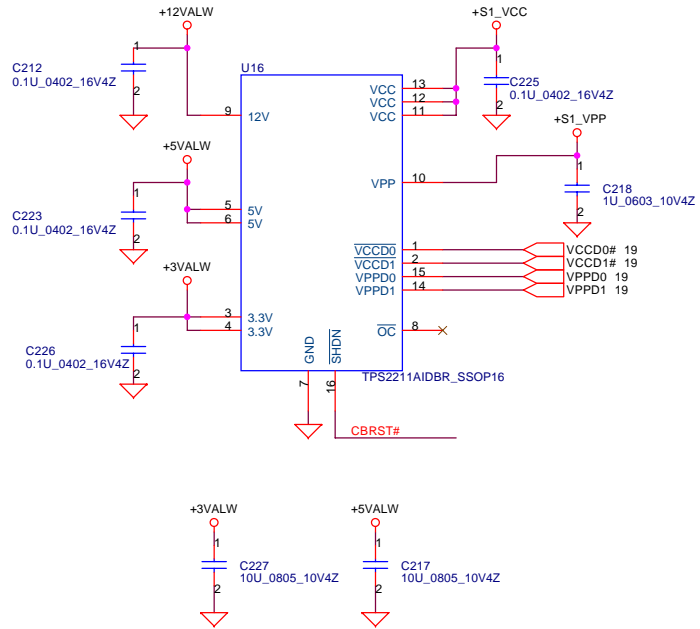 +12VALW
+S1_VCC
1
C212
0.1U_0402_16V4Z
2
U16
9
12V
VCC
13
VCC
12
VCC
11
1
C225
0.1U_0402_16V4Z
2
+S1_VPP
+5VALW
1
C223
0.1U_0402_16V4Z
2
5
5V
6
5V
VPP
10
1
C218
1U_0603_10V4Z
2
VCCD0
1
VCCD0# 19
VCCD1
2
VCCD1# 19
VPPD0
15
VPPD0 19
VPPD1
14
VPPD1 19
+3VALW
1
C226
0.1U_0402_16V4Z
2
3
3.3V
4
3.3V
OC
8
GND
SHDN
7
16
TPS2211AIDBR_SSOP16
CBRST#
+3VALW
+5VALW
1
C227
10U_0805_10V4Z
2
1
C217
10U_0805_10V4Z
2